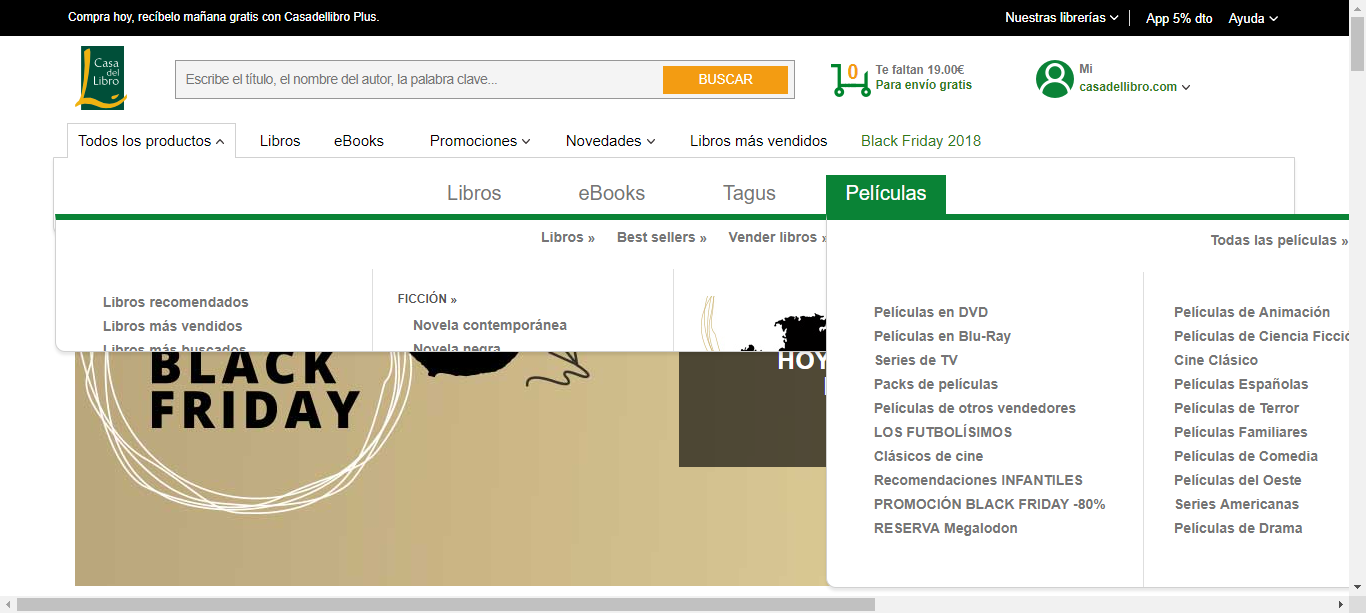 Compra hoy, recíbelo mañana gratis con Casadellibro Plus.
Nuestras librerías
App 5% dto
Ayuda
Casa
del
Libro
Escribe el título, el nombre del autor, la palabra clave...
BUSCAR
0
Te faltan 19.00€
Para envío gratis
Mi
casadellibro.com
Todos los productos
Libros
eBooks
Promociones
Novedades
Libros más vendidos
Black Friday 2018
Libros
eBooks
Tagus
Películas
Libros »
Best sellers »
Vender libros »
Todas las películas »
Libros recomendados
Libros más vendidos
Libros más buscados
FICCIÓN »
Novela contemporánea
Novela negra
BLACK
FRIDAY
HOY
Películas en DVD
Películas en Blu-Ray
Series de TV
Packs de películas
Películas de otros vendedores
LOS FUTBOLÍSIMOS
Clásicos de cine
Recomendaciones INFANTILES
PROMOCIÓN BLACK FRIDAY -80%
RESERVA Megalodon
Películas de Animación
Películas de Ciencia Ficció
Cine Clásico
Películas Españolas
Películas de Terror
Películas Familiares
Películas de Comedia
Películas del Oeste
Series Americanas
Películas de Drama